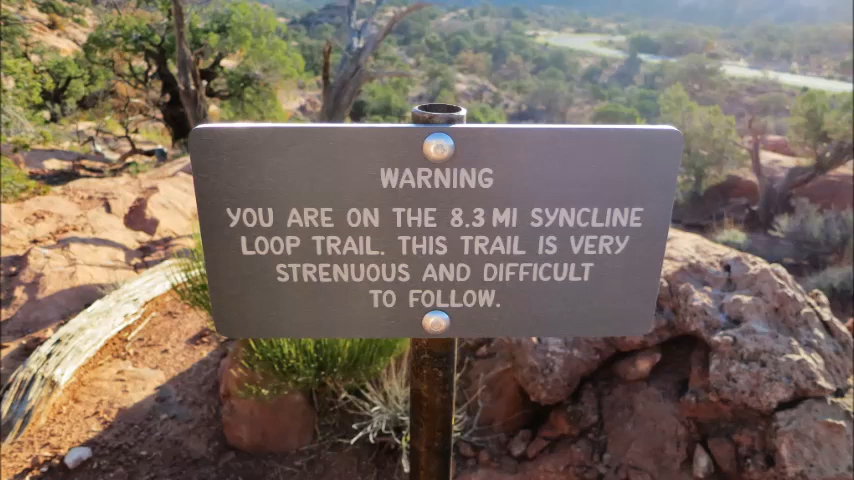 WARNING
YOU ARE ON THE 8.3 MI SYNCLINE
LOOP TRAIL. THIS TRAIL IS VERY
STRENUOUS AND DIFFICULT
TO FOLLOW.